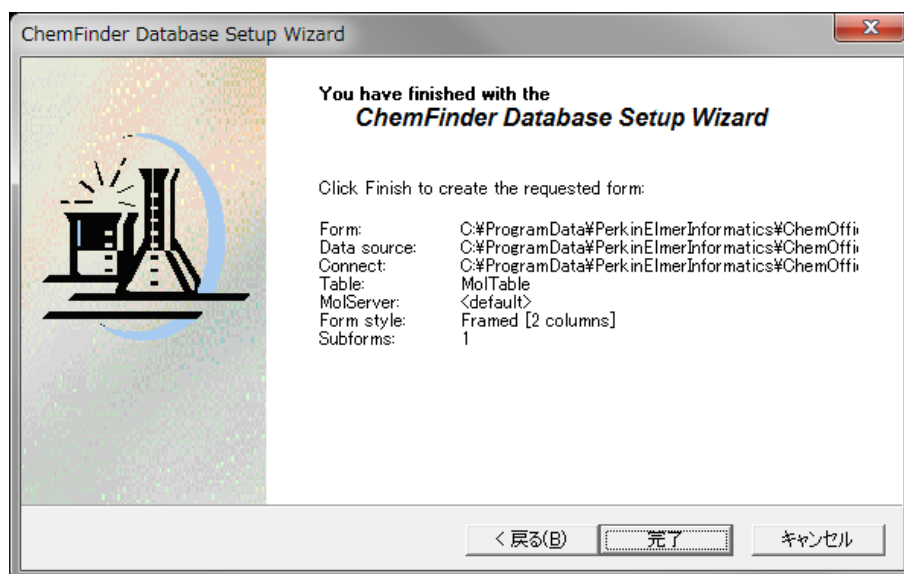 ChemFinder Database Setup Wizard
You have finished with the
ChemFinder Database Setup Wizard
Click Finish to create the requested form:
Form: C:¥ProgramData¥PerkinElmerInformatics¥ChemOffi
Data source: C:¥ProgramData¥PerkinElmerInformatics¥ChemOffi
Connect: C:¥ProgramData¥PerkinElmerInformatics¥ChemOffi
Table: MolTable
MolServer: <default>
Form style: Framed [2 columns]
Subforms: 1
< 戻る(B) 完了 キャンセル